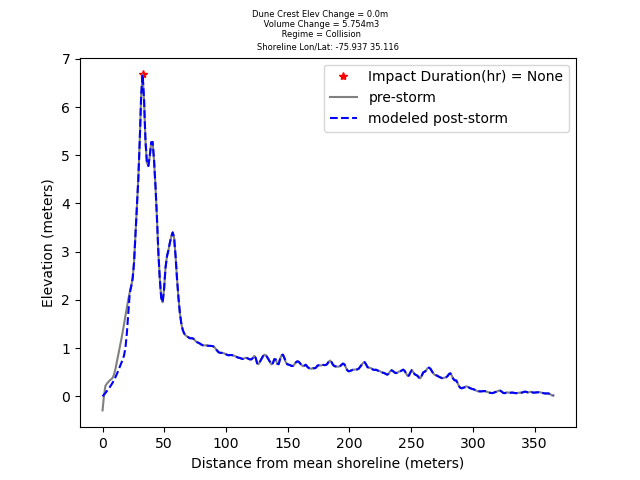 Dune Crest Elev Change = 0.0m
Volume Change = 5.754m3
Regime = Collision
Shoreline Lon/Lat: -75.937 35.116
Impact Duration(hr) = None
pre-storm
modeled post-storm
7
6
5
4
3
2
1
0
Elevation (meters)
0 50 100 150 200 250 300 350
Distance from mean shoreline (meters)